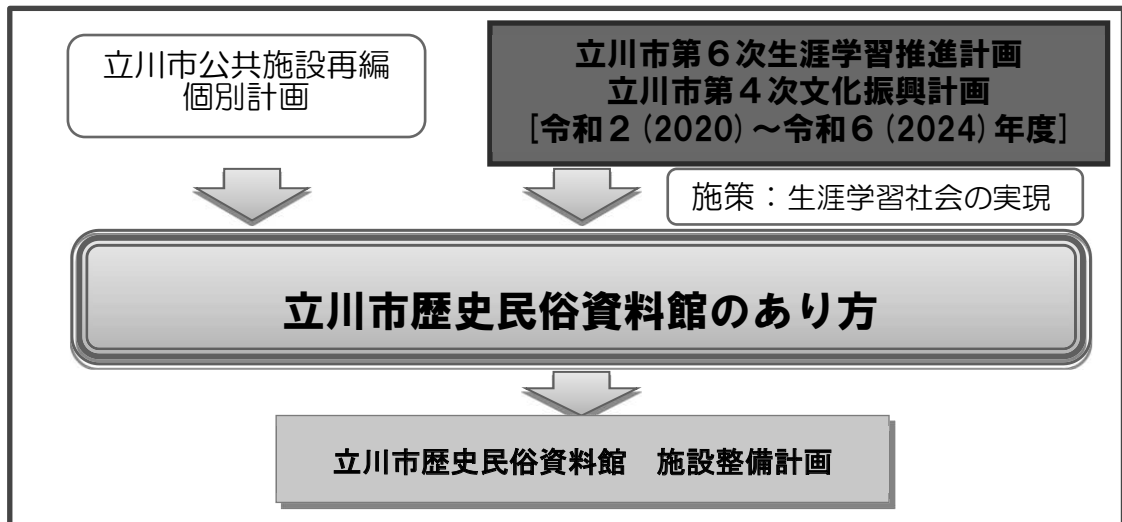 立川市公共施設再編
個別計画
立川市第６次生涯学習推進計画
立川市第４次文化振興計画
[令和２(2020)～令和６(2024)年度]
施策：生涯学習社会の実現
立川市歴史民俗資料館のあり方
立川市歴史民俗資料館　施設整備計画